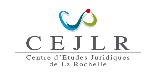 CEJLR
Centre d'Etudes Juridiques
de La Rochelle